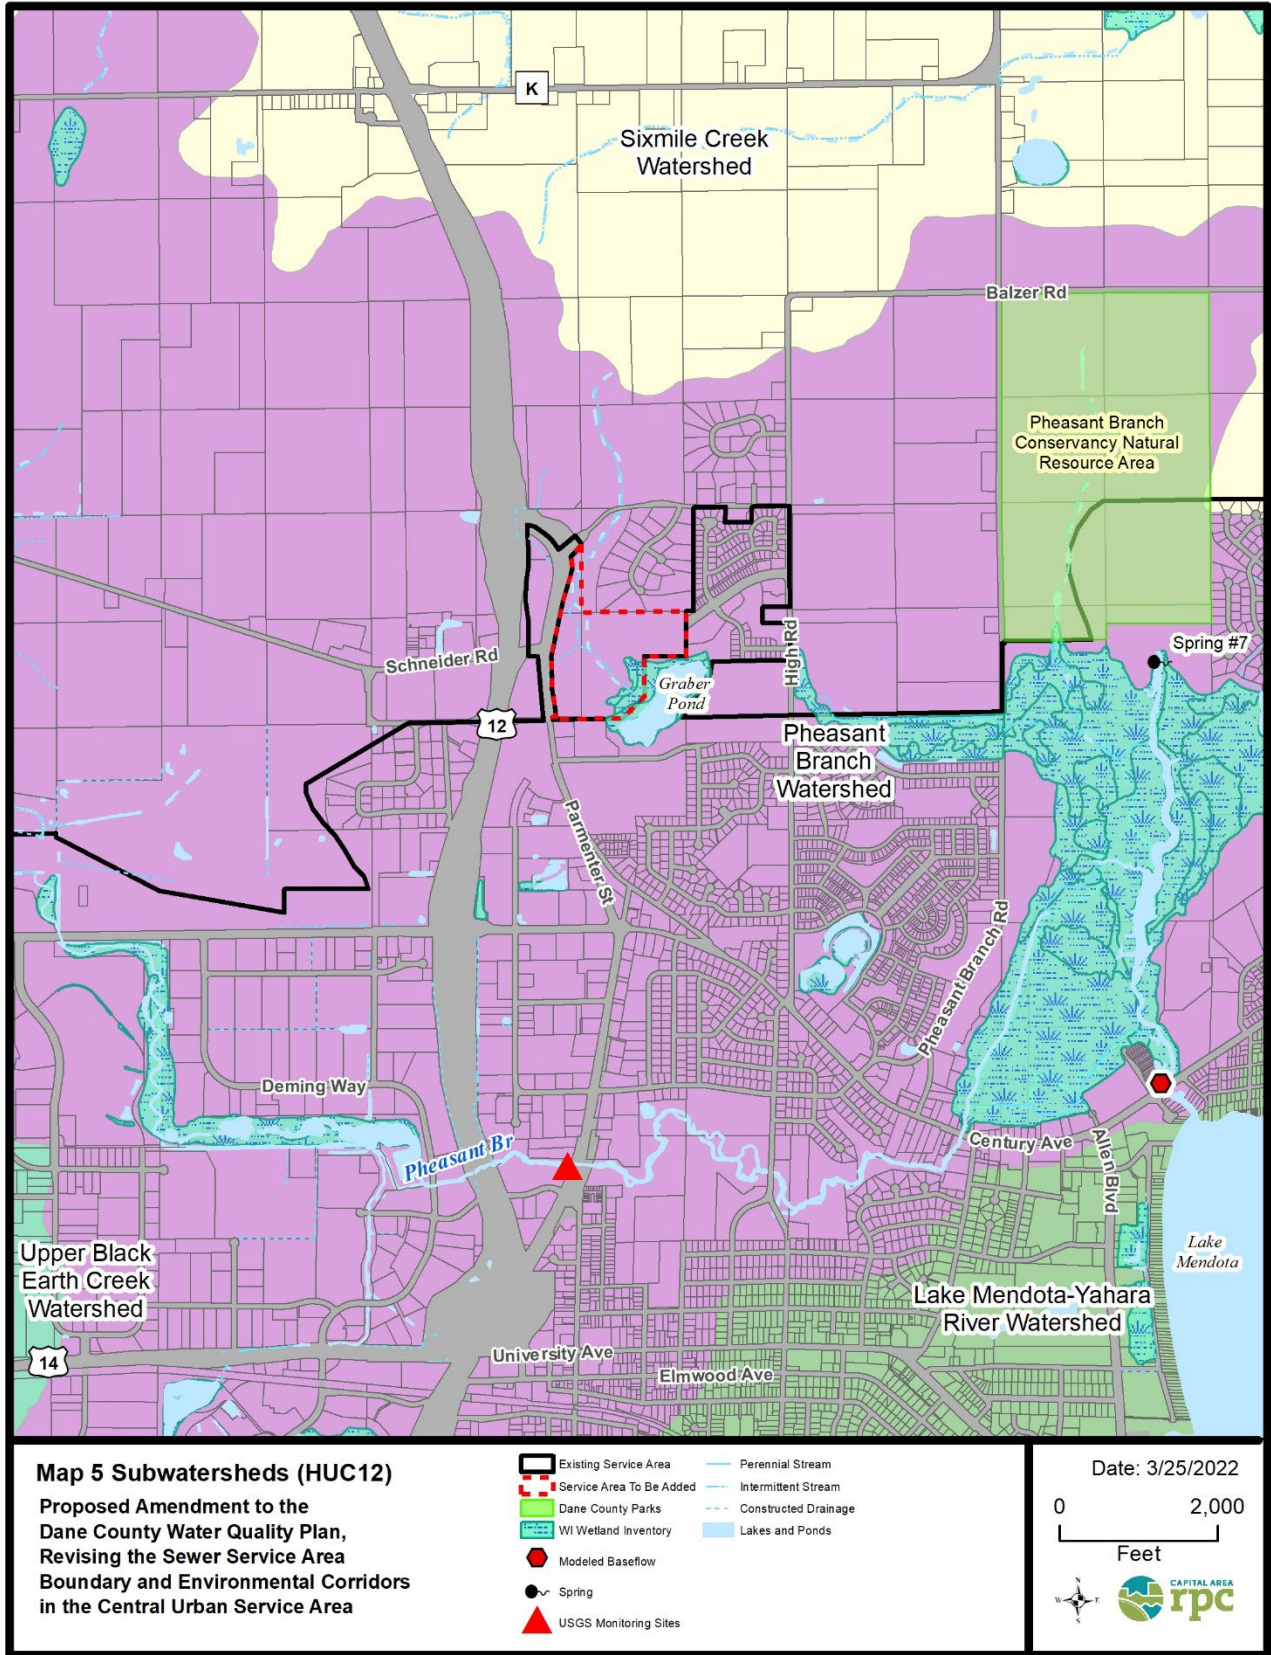 K
Sixmile Creek
Watershed
Balzer Rd
Pheasant Branch
Conservancy Natural
Resource Area
Spring #7
High Rd
Schneider Rd
Graber
Pond
12
Pheasant
Branch
Watershed
Parmenter St
Pheasant Branch Rd
Deming Way
Pheasant Br
Century Ave
Allen Blvd
Upper Black
Earth Creek
Watershed
Lake
Mendota
Lake Mendota-Yahara
River Watershed
14
University Ave
Elmwood Ave
Map 5 Subwatersheds (HUC12)
Proposed Amendment to the
Dane County Water Quality Plan,
Revising the Sewer Service Area
Boundary and Environmental Corridors
in the Central Urban Service Area
Existing Service Area
Service Area To Be Added
Dane County Parks
WI Wetland Inventory
Modeled Baseflow
Spring
USGS Monitoring Sites
Perennial Stream
Intermittent Stream
Constructed Drainage
Lakes and Ponds
Date: 3/25/2022
0 2,000
Feet
N
W E
S
CAPITAL AREA
rpc